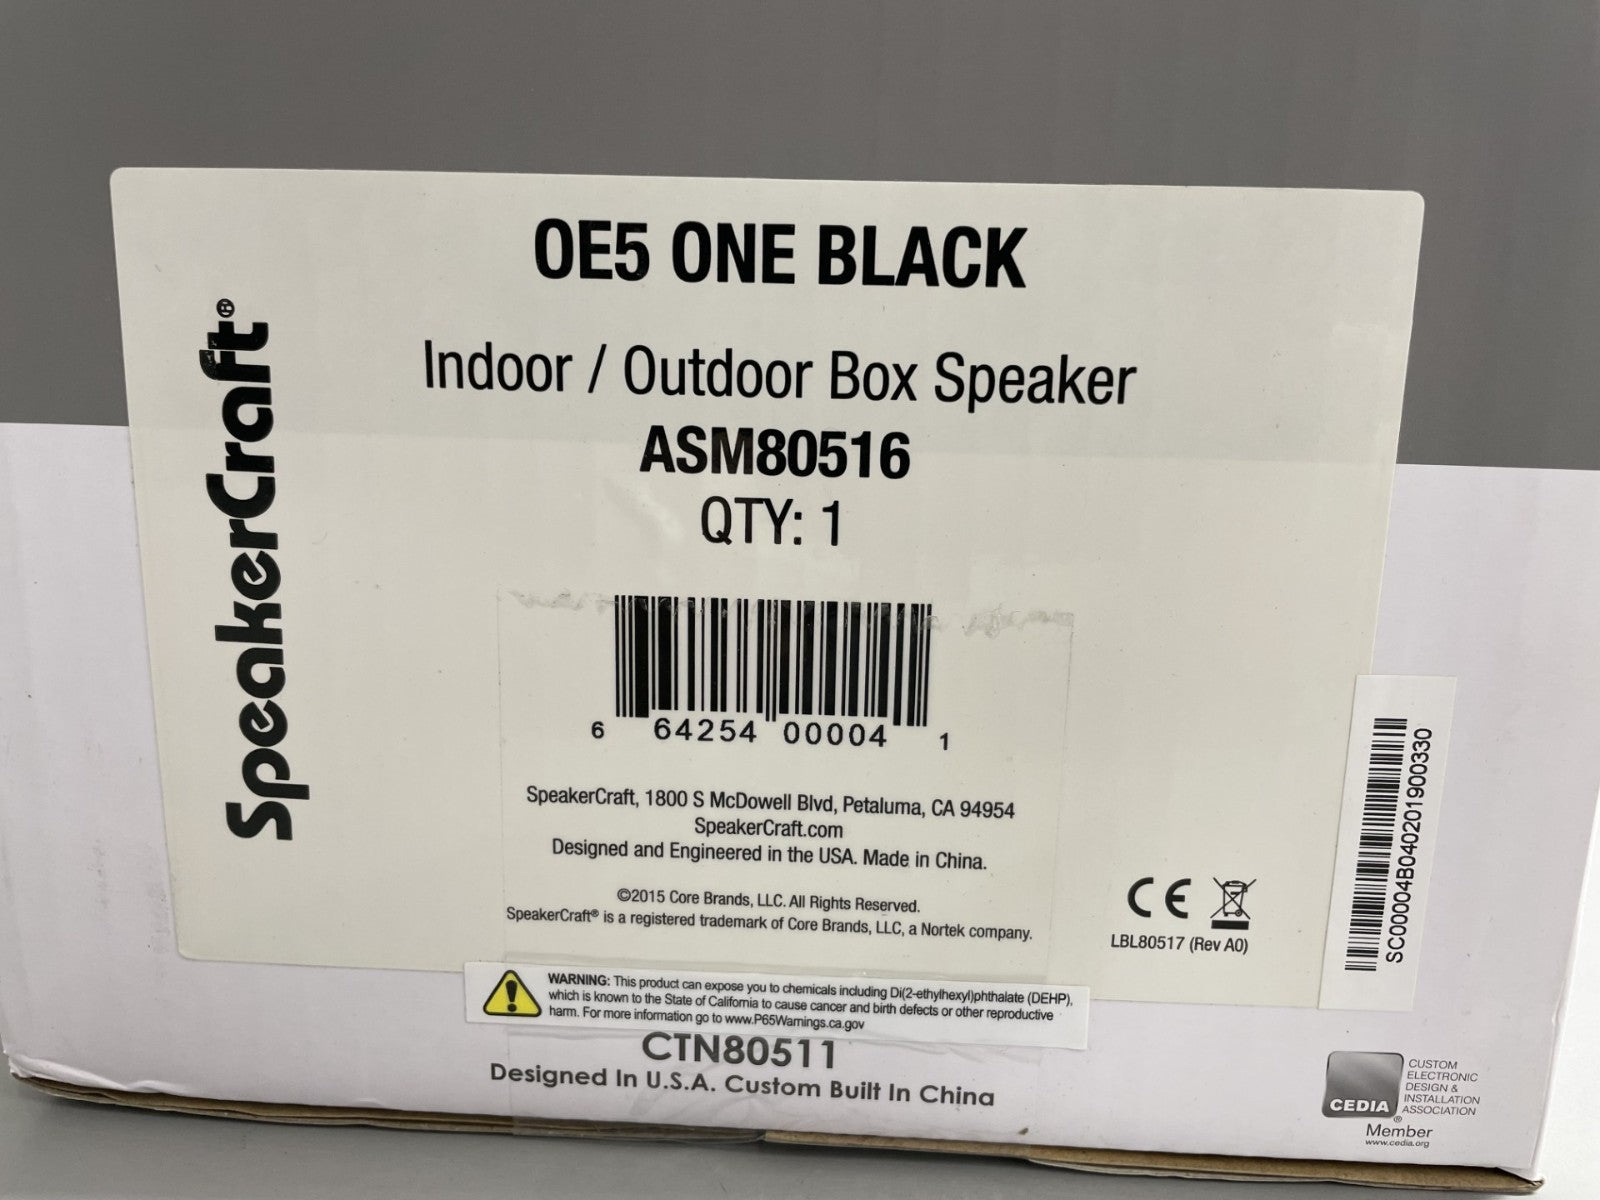 SpeakerCraft®
OE5 ONE BLACK
Indoor / Outdoor Box Speaker
ASM80516
QTY: 1
6 64254 00004 1
SpeakerCraft, 1800 S McDowell Blvd, Petaluma, CA 94954
SpeakerCraft.com
Designed and Engineered in the USA. Made in China.
©2015 Core Brands, LLC. All Rights Reserved.
SpeakerCraft® is a registered trademark of Core Brands, LLC, a Nortek company.
CE
LBL80517 (Rev A0)
SC00004B04020201900330
WARNING: This product can expose you to chemicals including Di(2-ethylhexyl)phthalate (DEHP),
which is known to the State of California to cause cancer and birth defects or other reproductive
harm. For more information go to www.P65Warnings.ca.gov
CTN80511
Designed In U.S.A. Custom Built In China
CEDIA®
CUSTOM
ELECTRONIC
DESIGN &
INSTALLATION
ASSOCIATION
Member
www.cedia.org